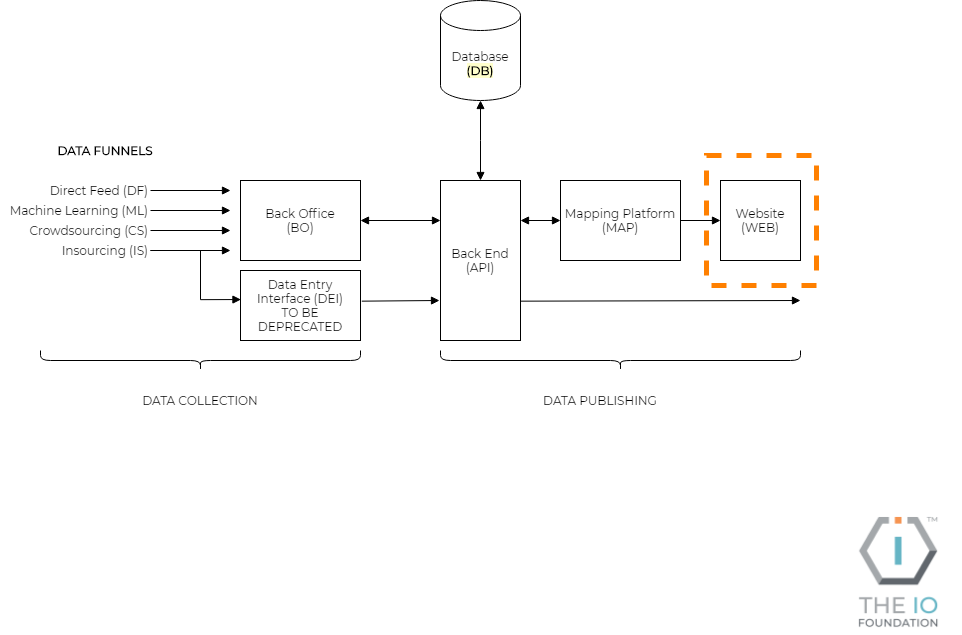 Database
(DB)
DATA FUNNELS
Direct Feed (DF)
Machine Learning (ML)
Crowdsourcing (CS)
Insourcing (IS)
Back Office
(BO)
Data Entry
Interface (DEI)
TO BE
DEPRECATED
Back End
(API)
Mapping Platform
(MAP)
Website
(WEB)
DATA COLLECTION
DATA PUBLISHING
TM
THE IO
FOUNDATION